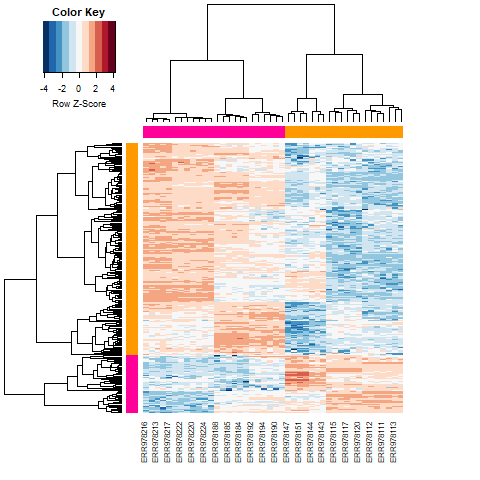 Color Key
-4 -2 0 2 4
Row Z-Score
ERR978216
ERR978213
ERR978217
ERR978222
ERR978220
ERR978224
ERR978188
ERR978185
ERR978184
ERR978192
ERR978194
ERR978190
ERR978147
ERR978151
ERR978144
ERR978143
ERR978115
ERR978117
ERR978120
ERR978112
ERR978111
ERR978113